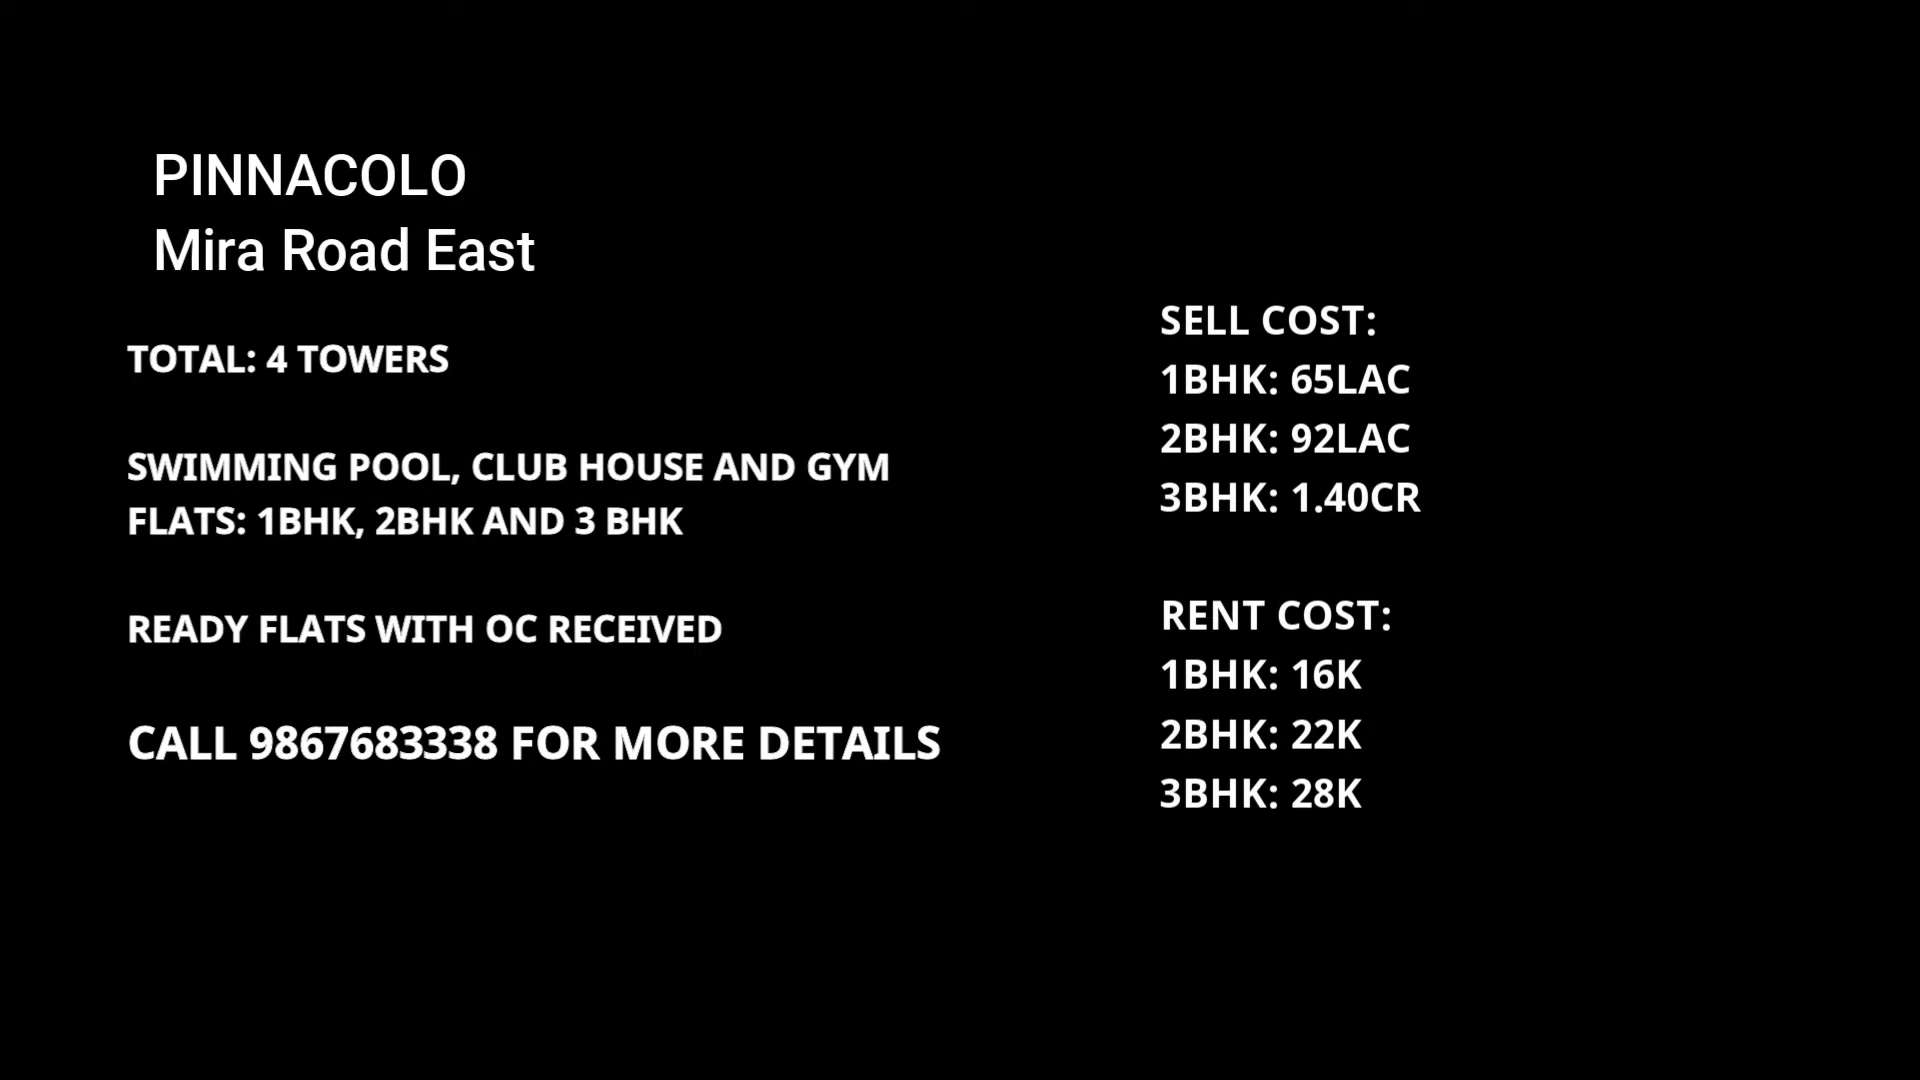 PINNACOLO
Mira Road East
TOTAL: 4 TOWERS
SWIMMING POOL, CLUB HOUSE AND GYM
FLATS: 1BHK, 2BHK AND 3 BHK
READY FLATS WITH OC RECEIVED
CALL 9867683338 FOR MORE DETAILS
SELL COST:
1BHK: 65LAC
2BHK: 92LAC
3BHK: 1.40CR
RENT COST:
1BHK: 16K
2BHK: 22K
3BHK: 28K